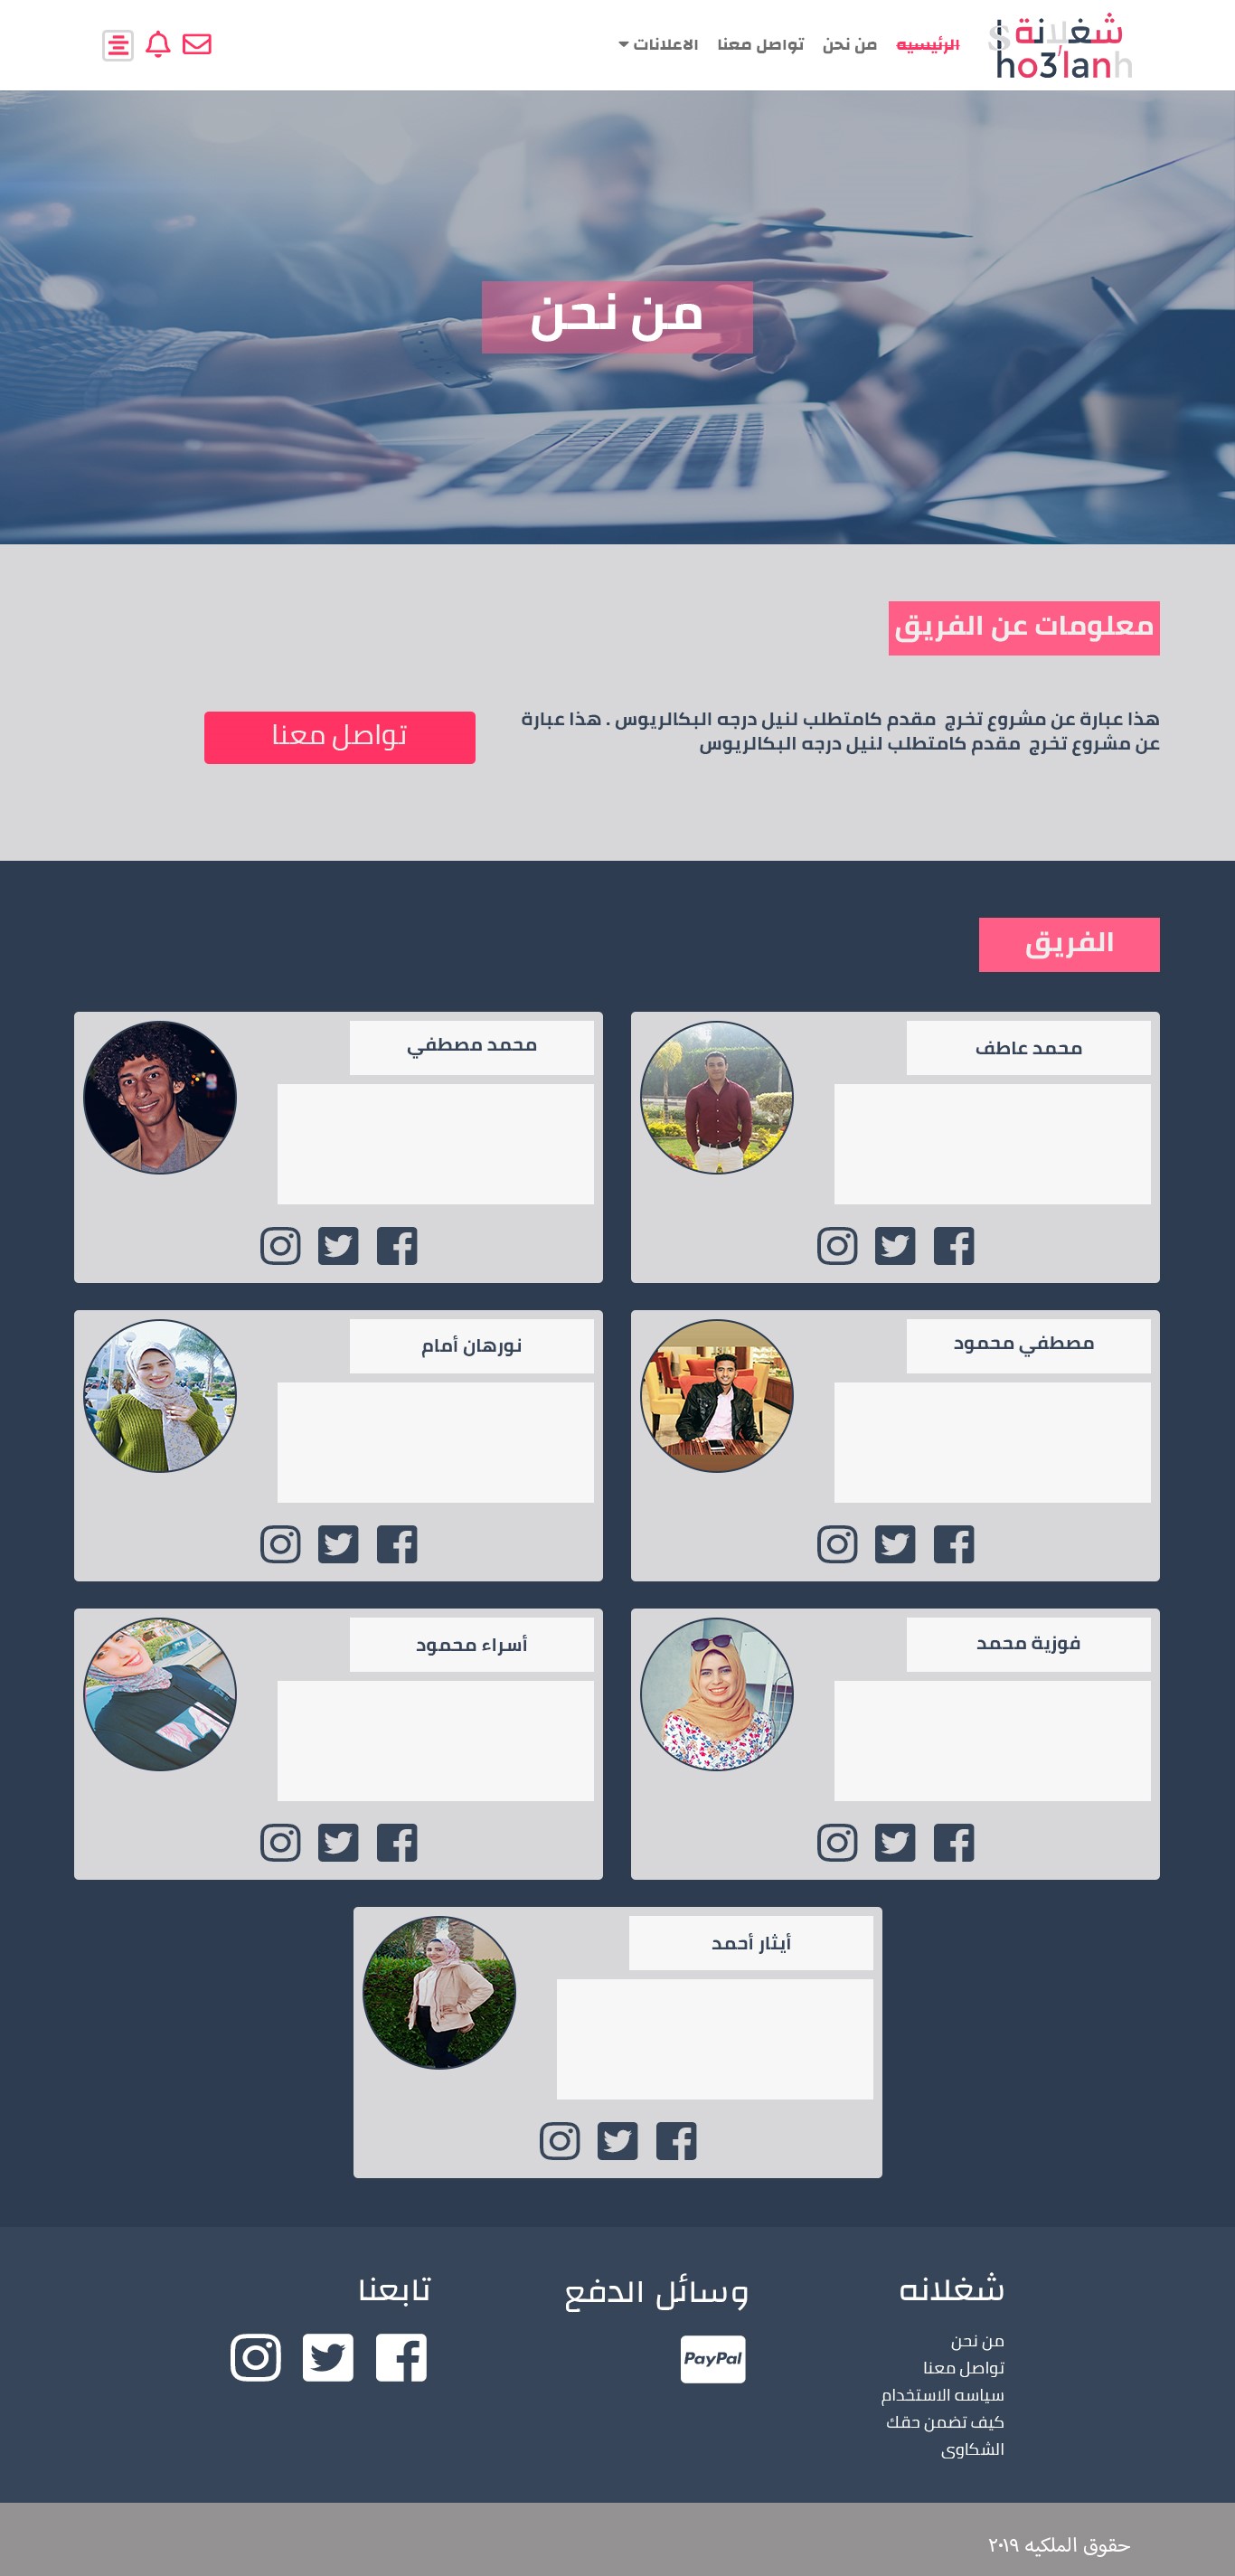 شغلانة
Sho3'lanh
الرئيسيه
من نحن
تواصل معنا
الاعلانات
من نحن
معلومات عن الفريق
هذا عبارة عن مشروع تخرج مقدم كامتطلب لنيل درجه البكالريوس . هذا عبارة
عن مشروع تخرج مقدم كامتطلب لنيل درجه البكالريوس
تواصل معنا
الفريق
محمد عاطف
محمد مصطفي
مصطفي محمود
نورهان أمام
فوزية محمد
أسراء محمود
أيثار أحمد
شغلانه
من نحن
تواصل معنا
سياسه الاستخدام
كيف تضمن حقك
الشكاوى
وسائل الدفع
PayPal
تابعنا
حقوق الملكيه ٢٠١٩